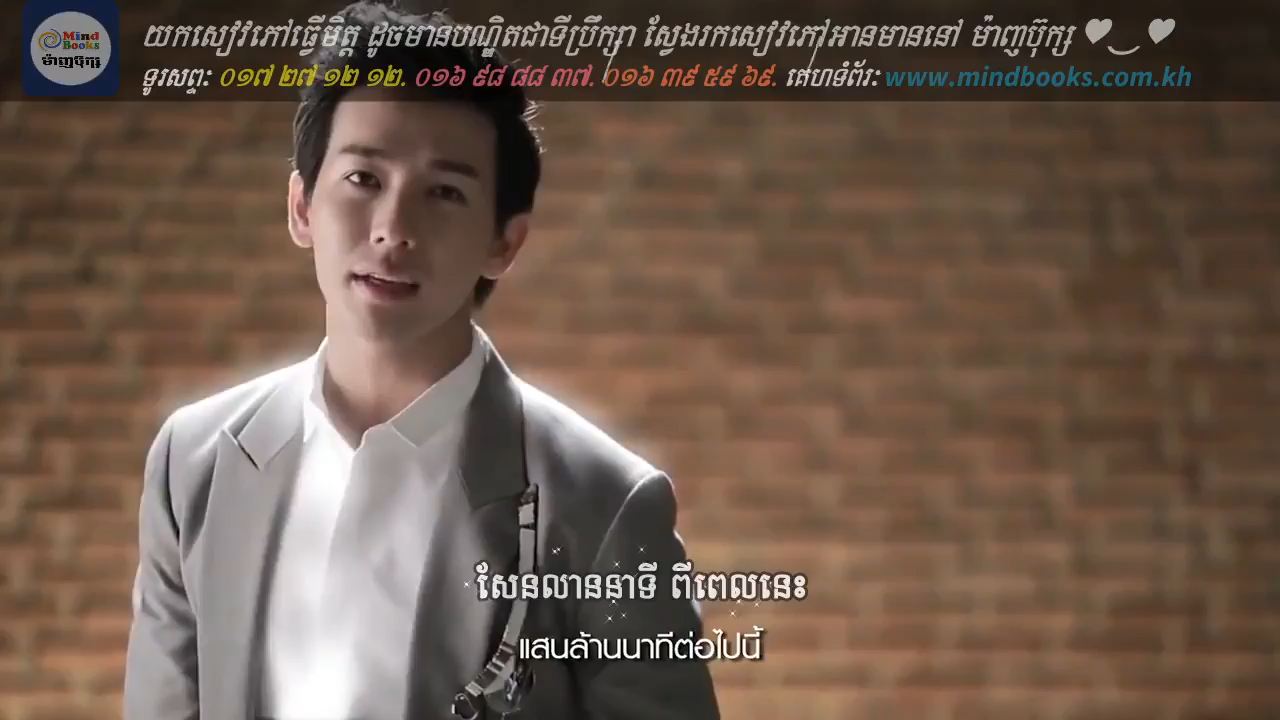 Mind
Books
ម៉ាញប៊ុក្ស
យកសៀវភៅធ្វើមិត្ត ដូចមានបណ្ឌិតជាទីប្រឹក្សា ស្វែងរកសៀវភៅអានមាននៅ ម៉ាញប៊ុក្ស
ទូរសព្ទៈ ០១៧ ២៧ ១២ ១២. ០១៦ ៩៨ ៨៨ ៣៧. ០១៦ ៣៩ ៥៩ ៦៩. គេហទំព័រៈ www.mindbooks.com.kh
សែនលាននាទី ពីពេលនេះ
แสนล้านนาทีต่อไปนี้